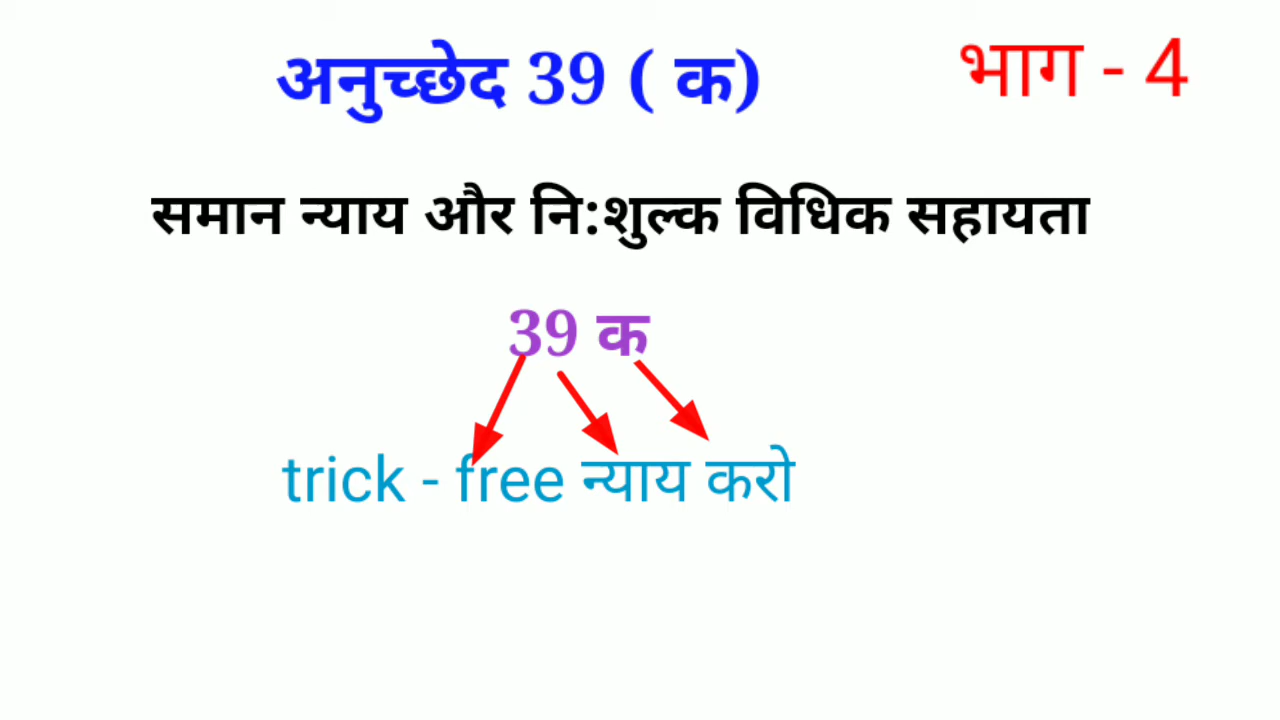 अनुच्छेद 39 ( क) भाग - 4
समान न्याय और नि:शुल्क विधिक सहायता
39 क
trick - free न्याय करो